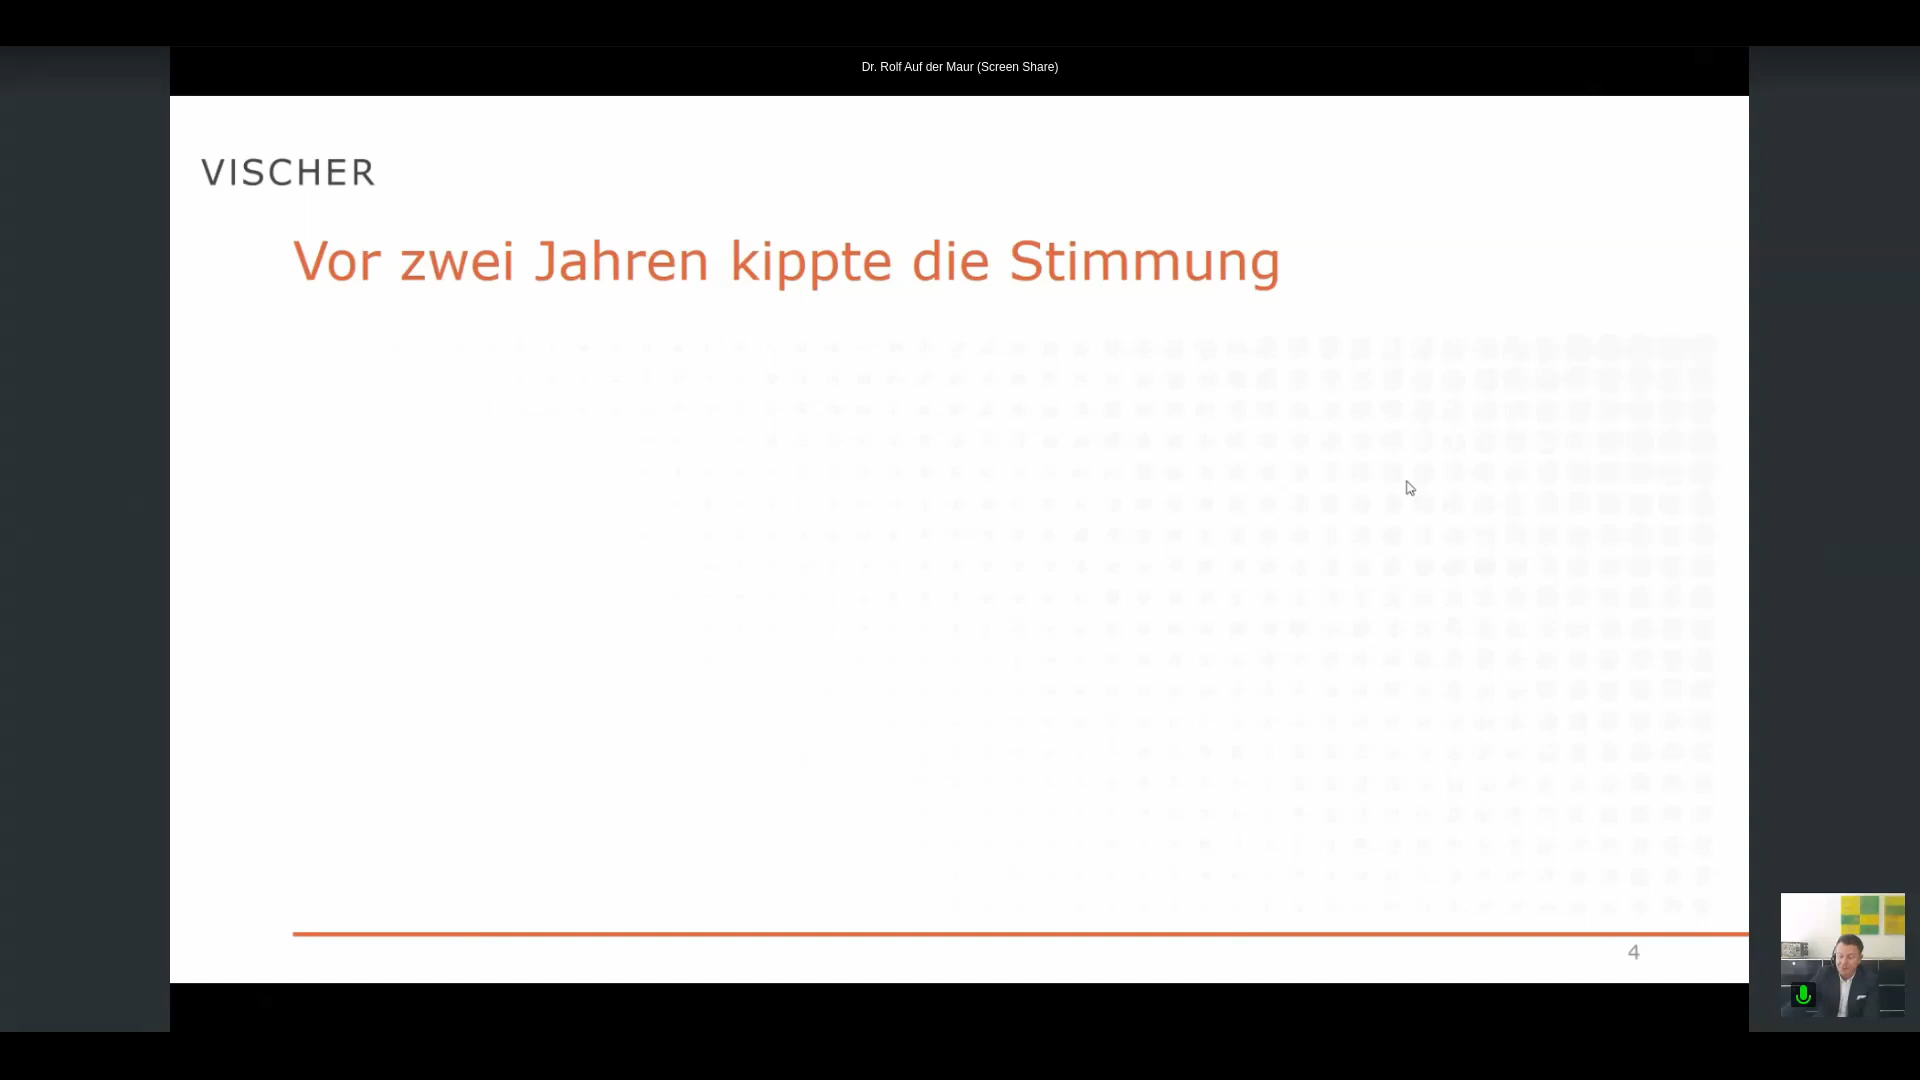 Dr. Rolf Auf der Maur (Screen Share)
VISCHER
Vor zwei Jahren kippte die Stimmung
4